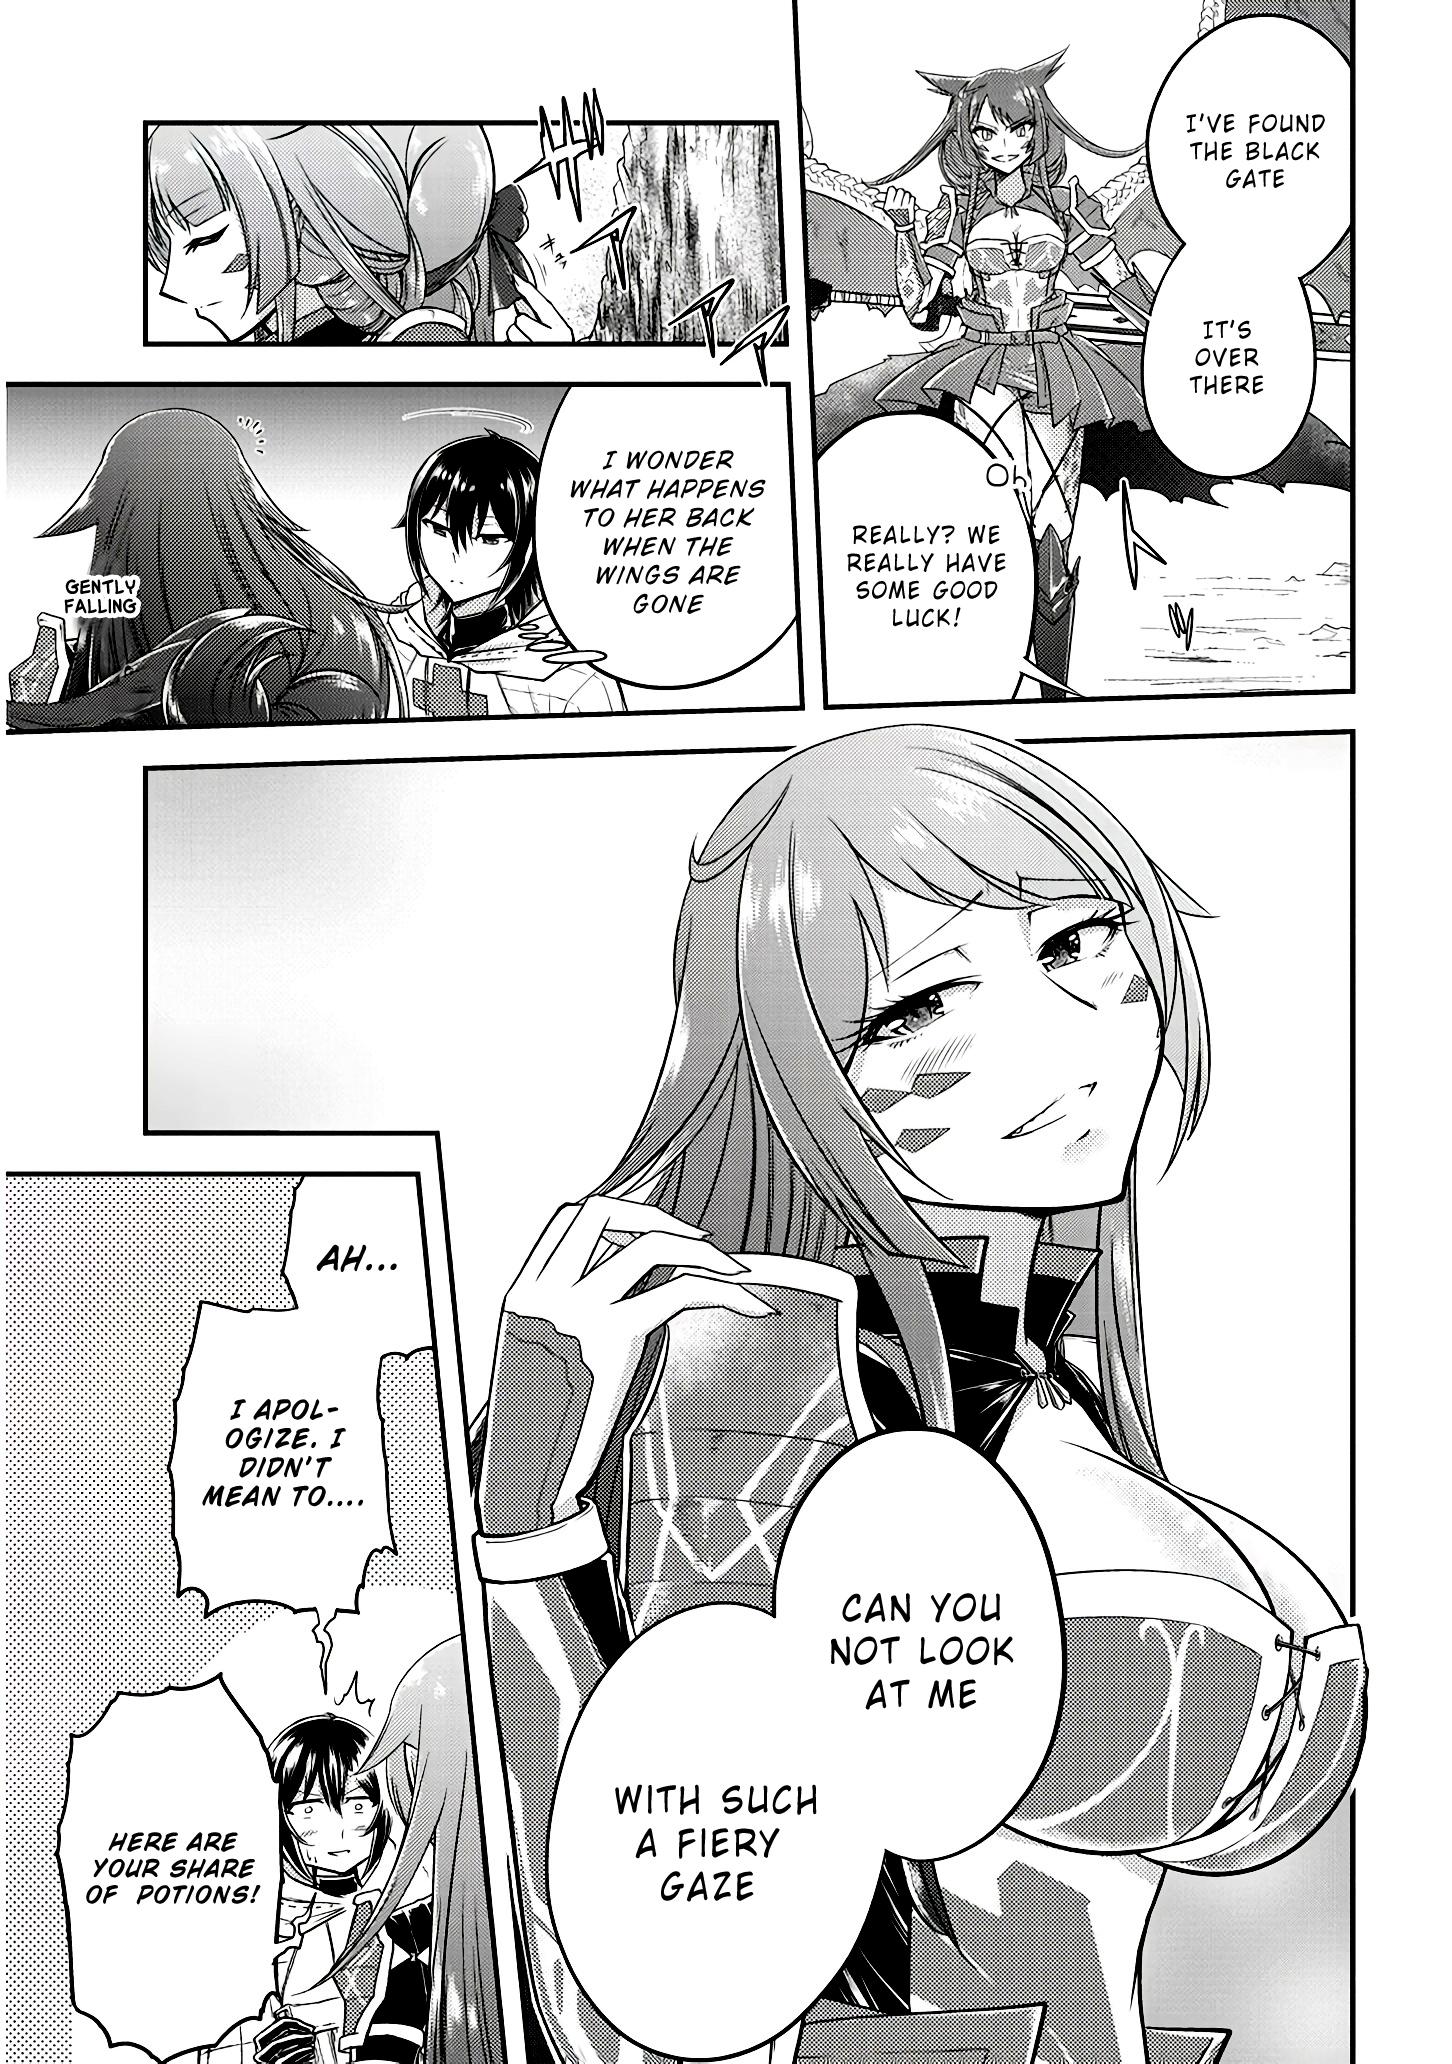 I'VE FOUND
THE BLACK
GATE
IT'S
OVER
THERE
Oh
REALLY? WE
REALLY HAVE
SOME GOOD
LUCK!
I WONDER
WHAT HAPPENS
TO HER BACK
WHEN THE
WINGS ARE
GONE
GENTLY
FALLING
CAN YOU
NOT LOOK
AT ME
WITH SUCH
A FIERY
GAZE
AH...
I APOL-
OGIZE. I
DIDN'T
MEAN TO....
HERE ARE
YOUR SHARE
OF POTIONS!